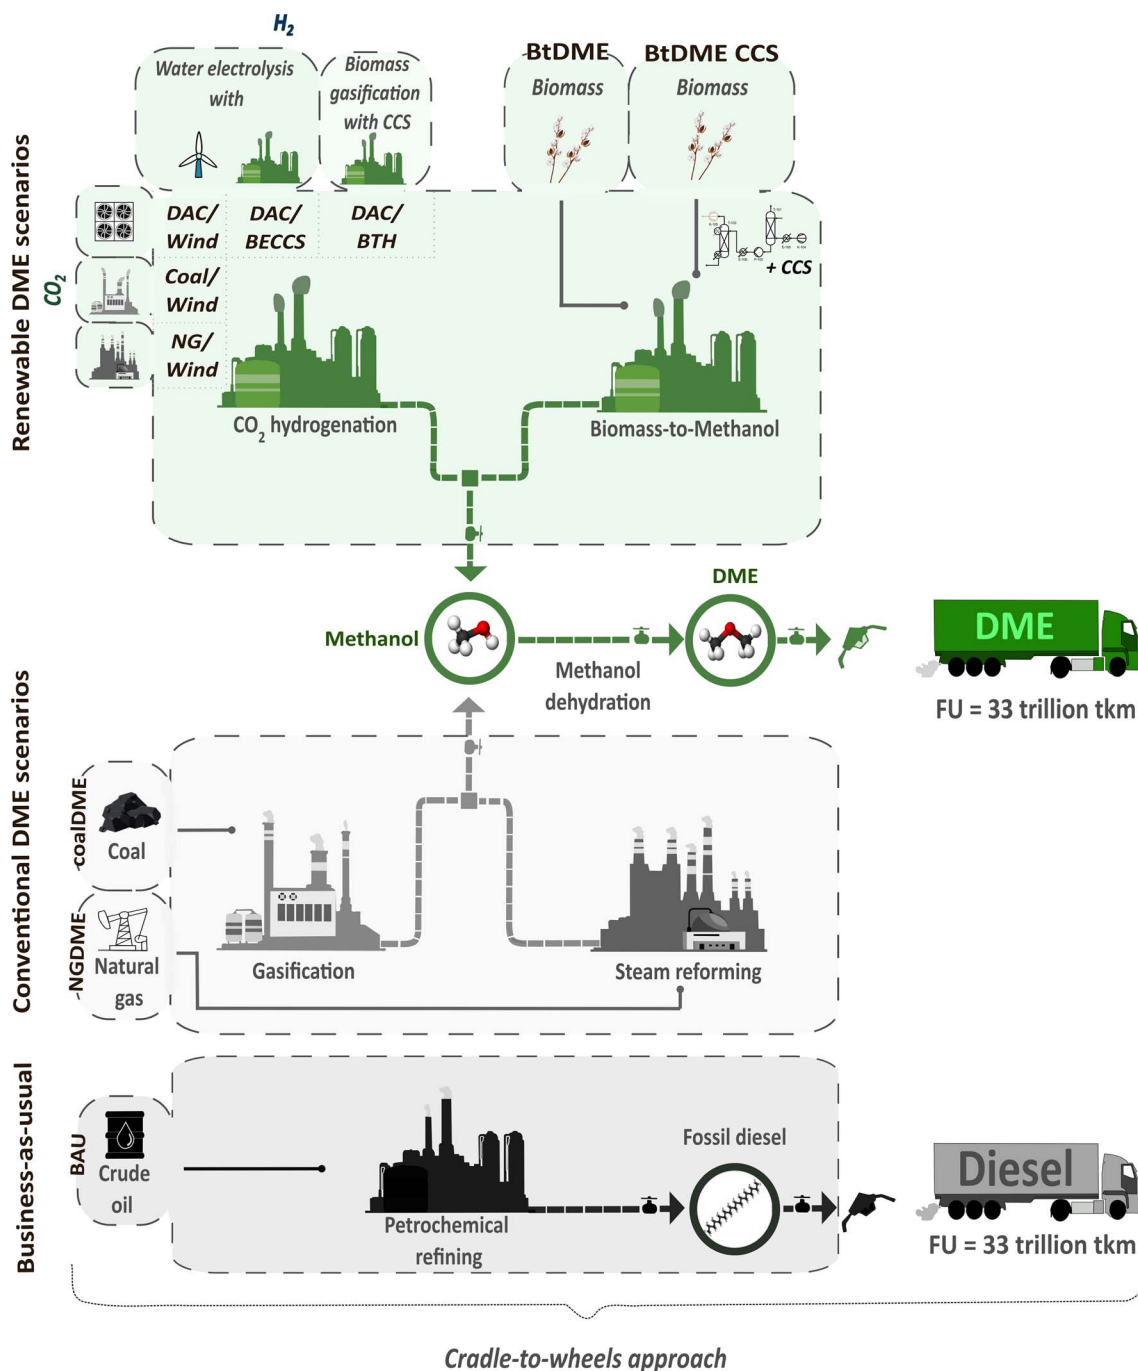 H2
Water electrolysis
with
Biomass
gasification
with CCS
BtDME
Biomass
BtDME CCS
Biomass
Renewable DME scenarios
CO2
DAC/
Wind
DAC/
BECCS
DAC/
BTH
Coal/
Wind
NG/
Wind
+ CCS
CO2 hydrogenation
Biomass-to-Methanol
Methanol
DME
Methanol
dehydration
DME
FU = 33 trillion tkm
Conventional DME scenarios
coalDME
Coal
NGDME
Natural
gas
Gasification
Steam reforming
Business-as-usual
BAU
Crude
oil
Petrochemical
refining
Fossil diesel
Diesel
FU = 33 trillion tkm
Cradle-to-wheels approach